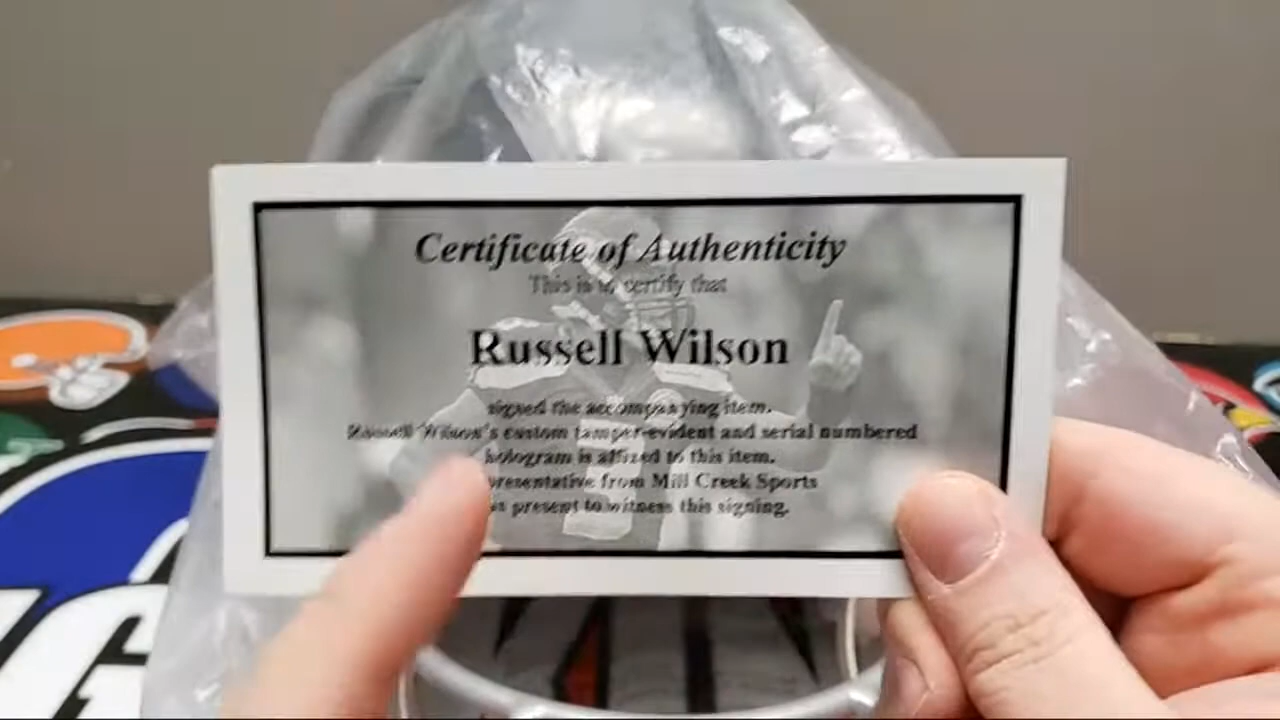 Certificate of Authenticity
This is to certify that
Russell Wilson
signed the accompanying item.
Russell Wilson's custom tamper-evident and serial numbered
hologram is affixed to this item.
presentative from Mill Creek Sports
present to witness this signing.